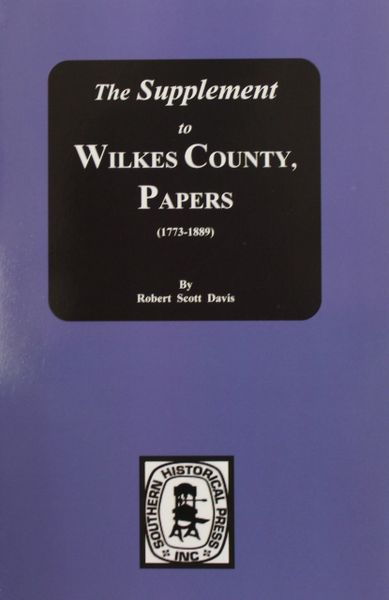 The Supplement
to
WILKES COUNTY,
PAPERS
(1773-1889)
By
Robert Scott Davis
SOUTHERN HISTORICAL PRESS
INC